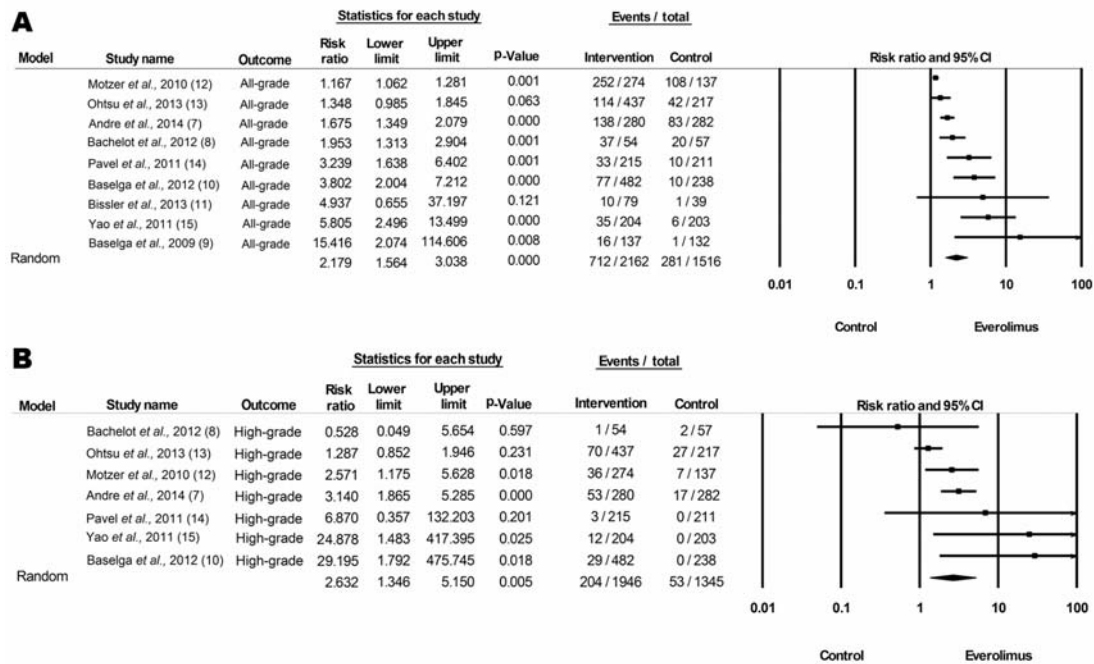 A
Statistics for each study Events / total
Model Study name Outcome Risk ratio Lower limit Upper limit p-Value Intervention Control Risk ratio and 95% CI
Motzer et al., 2010 (12) All-grade 1.167 1.062 1.281 0.001 252 / 274 108 / 137
Ohtsu et al., 2013 (13) All-grade 1.348 0.985 1.845 0.063 114 / 437 42 / 217
Andre et al., 2014 (7) All-grade 1.675 1.349 2.079 0.000 138 / 280 83 / 282
Bachelot et al., 2012 (8) All-grade 1.953 1.313 2.904 0.001 37 / 54 20 / 57
Pavel et al., 2011 (14) All-grade 3.239 1.638 6.402 0.001 33 / 215 10 / 211
Baselga et al., 2012 (10) All-grade 3.802 2.004 7.212 0.000 77 / 482 10 / 238
Bissler et al., 2013 (11) All-grade 4.937 0.655 37.197 0.121 10 / 79 1 / 39
Yao et al., 2011 (15) All-grade 5.805 2.496 13.499 0.000 35 / 204 6 / 203
Baselga et al., 2009 (9) All-grade 15.416 2.074 114.606 0.008 16 / 137 1 / 132
Random 2.179 1.564 3.038 0.000 712 / 2162 281 / 1516
0.01 0.1 1 10 100
Control Everolimus
B
Statistics for each study Events / total
Model Study name Outcome Risk ratio Lower limit Upper limit p-Value Intervention Control Risk ratio and 95% CI
Bachelot et al., 2012 (8) High-grade 0.528 0.049 5.654 0.597 1 / 54 2 / 57
Ohtsu et al., 2013 (13) High-grade 1.287 0.852 1.946 0.231 70 / 437 27 / 217
Motzer et al., 2010 (12) High-grade 2.571 1.175 5.628 0.018 36 / 274 7 / 137
Andre et al., 2014 (7) High-grade 3.140 1.865 5.285 0.000 53 / 280 17 / 282
Pavel et al., 2011 (14) High-grade 6.870 0.357 132.203 0.201 3 / 215 0 / 211
Yao et al., 2011 (15) High-grade 24.878 1.483 417.395 0.025 12 / 204 0 / 203
Baselga et al., 2012 (10) High-grade 29.195 1.792 475.745 0.018 29 / 482 0 / 238
Random 2.632 1.346 5.150 0.005 204 / 1946 53 / 1345
0.01 0.1 1 10 100
Control Everolimus